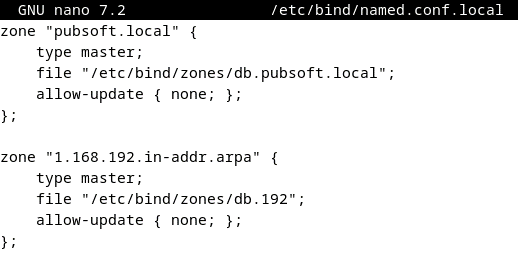 GNU nano 7.2 /etc/bind/named.conf.local
zone "pubsoft.local" {
    type master;
    file "/etc/bind/zones/db.pubsoft.local";
    allow-update { none; };
};

zone "1.168.192.in-addr.arpa" {
    type master;
    file "/etc/bind/zones/db.192";
    allow-update { none; };
};